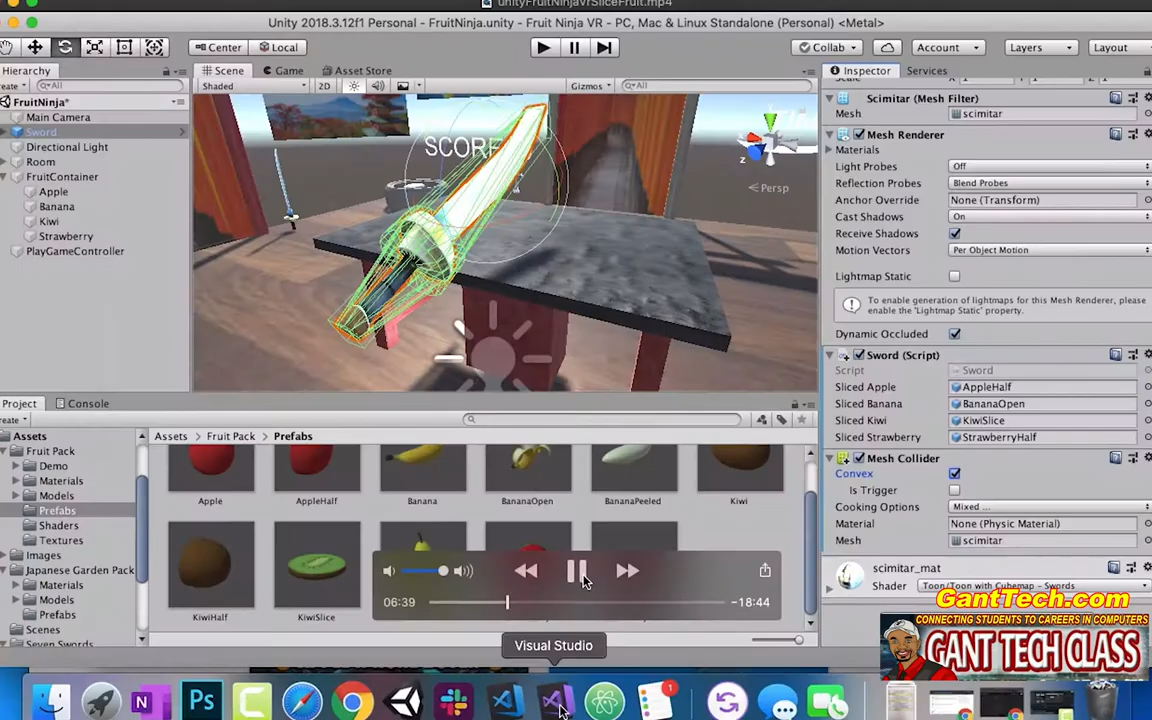 unityFruitNinjaVrSliceFruit.mp4
Unity 2018.3.12f1 Personal - FruitNinja.unity - Fruit Ninja VR - PC, Mac & Linux Standalone (Personal) <Metal>
Center
Local
Collab
Account
Layers
Layout
Hierarchy
Scene
Game
Asset Store
Inspector
Services
All
Shaded
2D
Gizmos
All
FruitNinja*
Main Camera
Sword
Directional Light
Room
FruitContainer
Apple
Banana
Kiwi
Strawberry
PlayGameController
SCORE
z
Persp
Scimitar (Mesh Filter)
Mesh
scimitar
Mesh Renderer
Materials
Light Probes
Off
Reflection Probes
Blend Probes
Anchor Override
None (Transform)
Cast Shadows
On
Receive Shadows
Motion Vectors
Per Object Motion
Lightmap Static
To enable generation of lightmaps for this Mesh Renderer, please
enable the 'Lightmap Static' property.
Dynamic Occluded
Sword (Script)
Script
Sword
Sliced Apple
AppleHalf
Sliced Banana
BananaOpen
Sliced Kiwi
KiwiSlice
Sliced Strawberry
StrawberryHalf
Mesh Collider
Convex
Is Trigger
Cooking Options
Mixed ...
Material
None (Physic Material)
Mesh
scimitar
scimitar_mat
Shader
Toon/Toon with Cubemap - Swords
Project
Console
Assets
Fruit Pack
Demo
Materials
Models
Prefabs
Shaders
Textures
Images
Japanese Garden Pack
Materials
Models
Prefabs
Scenes
Seven Swords
Assets
Fruit Pack
Prefabs
Apple
AppleHalf
Banana
BananaOpen
BananaPeeled
Kiwi
KiwiHalf
KiwiSlice
06:39
-18:44
Visual Studio
GantTech.com
CONNECTING STUDENTS TO CAREERS IN COMPUTERS
GANT TECH CLASS
N
Ps
1